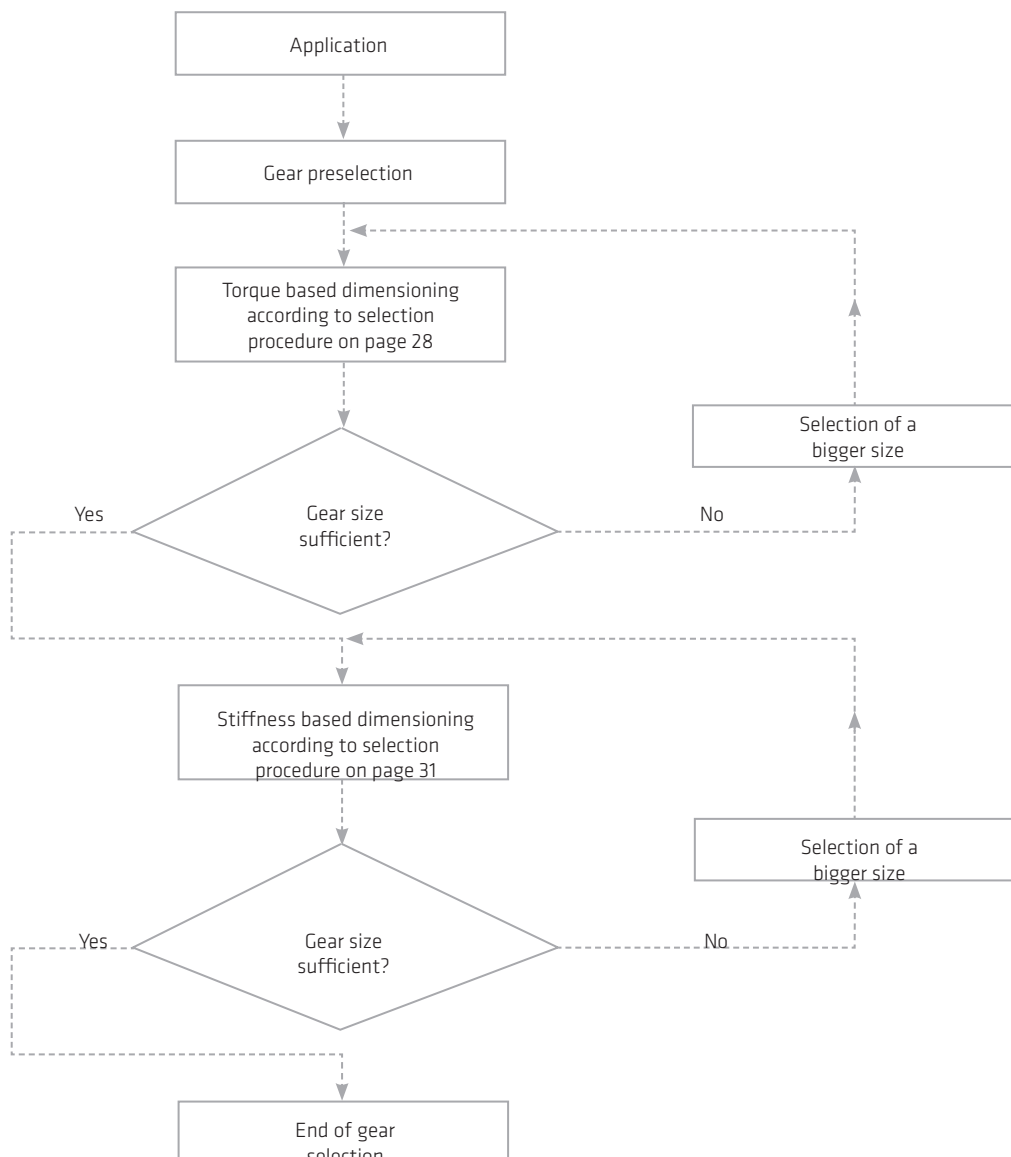 Application
Gear preselection
Torque based dimensioning
according to selection
procedure on page 28
Selection of a
bigger size
Yes
Gear size
sufficient?
No
Stiffness based dimensioning
according to selection
procedure on page 31
Selection of a
bigger size
Yes
Gear size
sufficient?
No
End of gear
selection